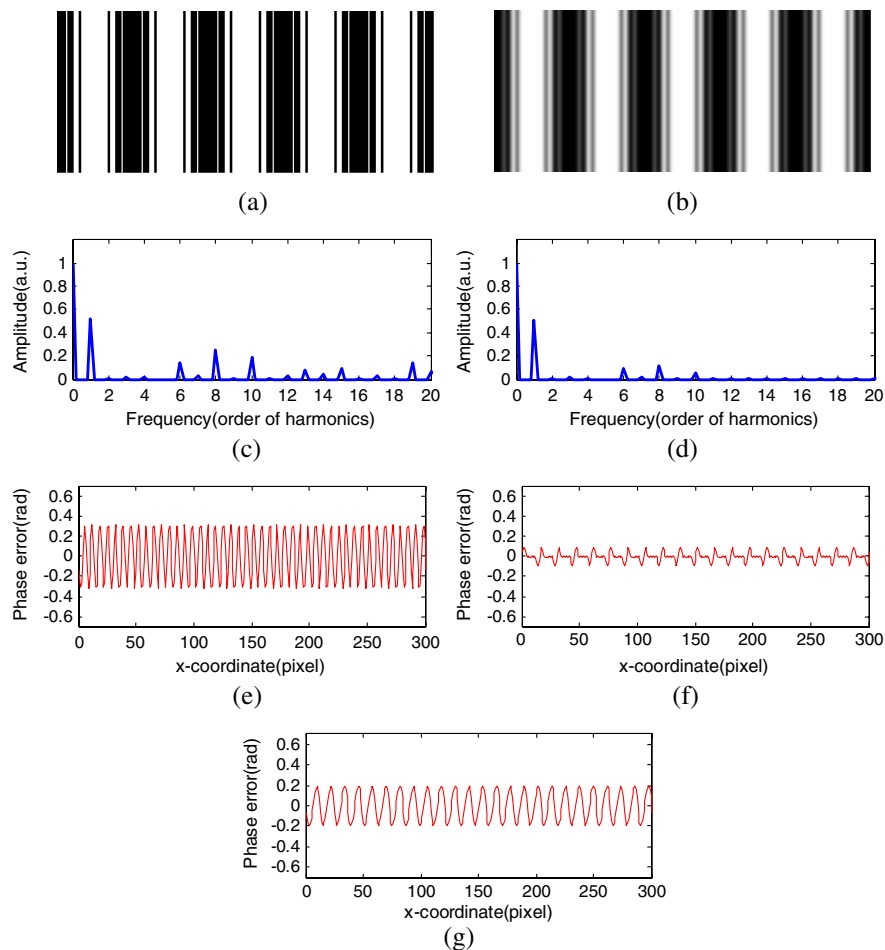 (a)
(b)
Amplitude(a.u.)
1
0.8
0.6
0.4
0.2
0
0 2 4 6 8 10 12 14 16 18 20
Frequency(order of harmonics)
(c)
Amplitude(a.u.)
1
0.8
0.6
0.4
0.2
0
0 2 4 6 8 10 12 14 16 18 20
Frequency(order of harmonics)
(d)
Phase error(rad)
0.6
0.4
0.2
0
-0.2
-0.4
-0.6
0 50 100 150 200 250 300
x-coordinate(pixel)
(e)
Phase error(rad)
0.6
0.4
0.2
0
-0.2
-0.4
-0.6
0 50 100 150 200 250 300
x-coordinate(pixel)
(f)
Phase error(rad)
0.6
0.4
0.2
0
-0.2
-0.4
-0.6
0 50 100 150 200 250 300
x-coordinate(pixel)
(g)